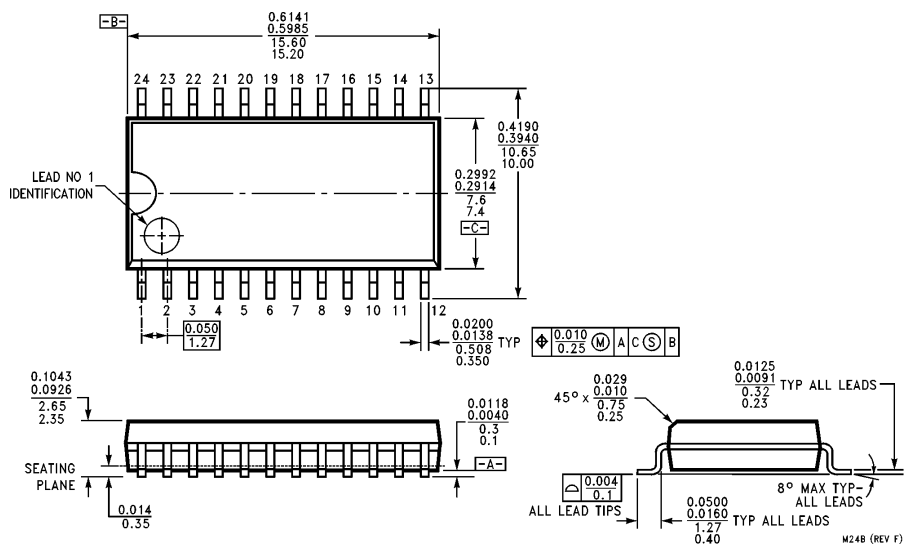 -B-
0.6141
0.5985
15.60
15.20
24 23 22 21 20 19 18 17 16 15 14 13
LEAD NO 1
IDENTIFICATION
0.4190
0.3940
10.65
10.00
0.2992
0.2914
7.6
7.4
-C-
1 2 3 4 5 6 7 8 9 10 11 12
0.050
1.27
0.0200
0.0138
0.508
0.350
TYP
0.010
0.25
M A C S B
0.1043
0.0926
2.65
2.35
SEATING
PLANE
0.014
0.35
0.0118
0.0040
0.3
0.1
-A-
45° x
0.029
0.010
0.75
0.25
0.0125
0.0091
0.32
0.23
TYP ALL LEADS
0.004
0.1
ALL LEAD TIPS
0.0500
0.0160
1.27
0.40
TYP ALL LEADS
8° MAX TYP-
ALL LEADS
M24B (REV F)